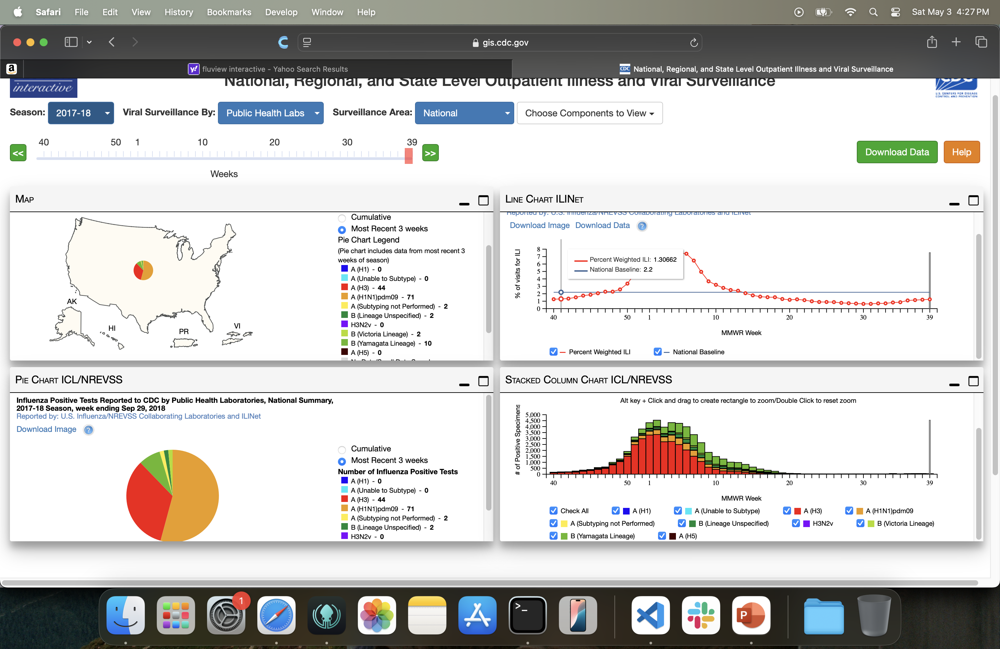 Safari File Edit View History Bookmarks Develop Window Help Sat May 3 4:27 PM
gis.cdc.gov
a
y! fluview interactive – Yahoo Search Results
CDC National, Regional, and State Level Outpatient Illness and Viral Surveillance
interactive
National, Regional, and State Level Outpatient Illness and Viral Surveillance
CDC
U.S. CENTERS FOR DISEASE
CONTROL AND PREVENTION
Season: 2017-18 Viral Surveillance By: Public Health Labs Surveillance Area: National Choose Components to View
40 50 1 10 20 30 39
<< >>
Weeks
Download Data Help
Map
AK
HI
PR
VI
Cumulative
Most Recent 3 weeks
Pie Chart Legend
(Pie chart includes data from most recent 3
weeks of season)
A (H1) - 0
A (Unable to Subtype) - 0
A (H3) - 44
A (H1N1)pdm09 - 71
A (Subtyping not Performed) - 2
B (Lineage Unspecified) - 2
H3N2v - 0
B (Victoria Lineage) - 2
B (Yamagata Lineage) - 10
A (H5) - 0
Line Chart ILINet
Reported by: U.S. Influenza/NREVSS Collaborating Laboratories and ILINet
Download Image Download Data ?
% of visits for ILI
8
7
6
5
4
3
2
1
0
Percent Weighted ILI: 1.30662
National Baseline: 2.2
40 50 1 10 20 30 39
MMWR Week
Percent Weighted ILI National Baseline
Pie Chart ICL/NREVSS
Influenza Positive Tests Reported to CDC by Public Health Laboratories, National Summary,
2017-18 Season, week ending Sep 29, 2018
Reported by: U.S. Influenza/NREVSS Collaborating Laboratories and ILINet
Download Image ?
Cumulative
Most Recent 3 weeks
Number of Influenza Positive Tests
A (H1) - 0
A (Unable to Subtype) - 0
A (H3) - 44
A (H1N1)pdm09 - 71
A (Subtyping not Performed) - 2
B (Lineage Unspecified) - 2
H3N2v - 0
Stacked Column Chart ICL/NREVSS
Alt key + Click and drag to create rectangle to zoom/Double Click to reset zoom
# of Positive Specimens
5,000
4,500
4,000
3,500
3,000
2,500
2,000
1,500
1,000
500
0
40 50 1 10 20 30 39
MMWR Week
Check All A (H1) A (Unable to Subtype) A (H3) A (H1N1)pdm09
A (Subtyping not Performed) B (Lineage Unspecified) H3N2v B (Victoria Lineage)
B (Yamagata Lineage) A (H5)
1
>_
P